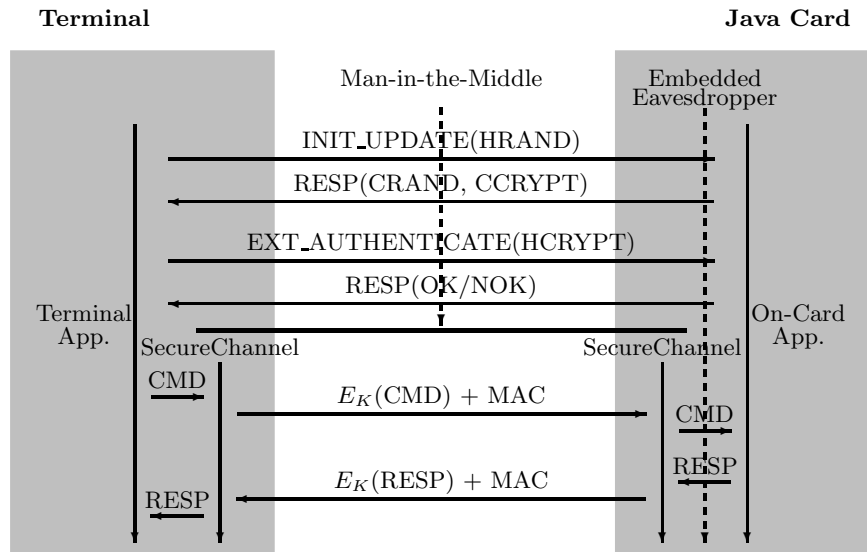 Terminal
Java Card
Man-in-the-Middle
Embedded
Eavesdropper
INIT_UPDATE(HRAND)
RESP(CRAND, CCRYPT)
EXT_AUTHENTICATE(HCRYPT)
RESP(OK/NOK)
Terminal
App.
On-Card
App.
SecureChannel
SecureChannel
CMD
E_K(CMD) + MAC
CMD
RESP
E_K(RESP) + MAC
RESP